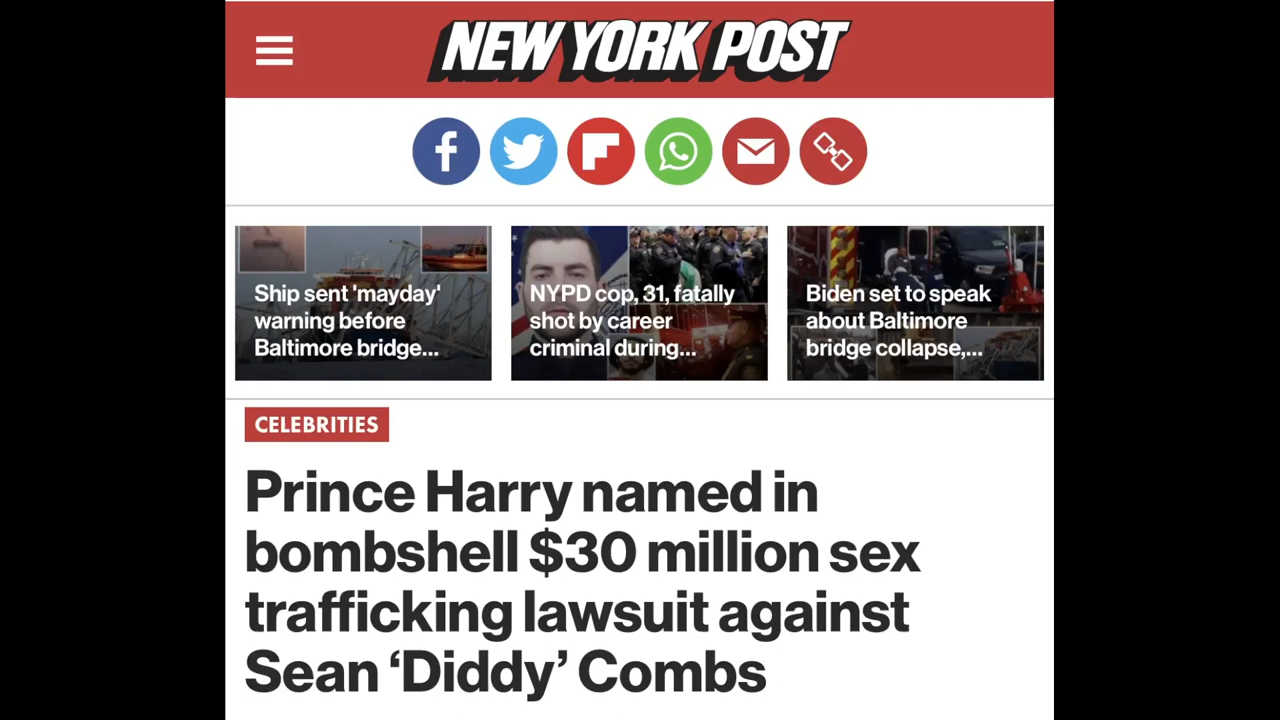 NEW YORK POST
Ship sent 'mayday'
warning before
Baltimore bridge...
NYPD cop, 31, fatally
shot by career
criminal during...
Biden set to speak
about Baltimore
bridge collapse,...
CELEBRITIES
Prince Harry named in
bombshell $30 million sex
trafficking lawsuit against
Sean ‘Diddy’ Combs